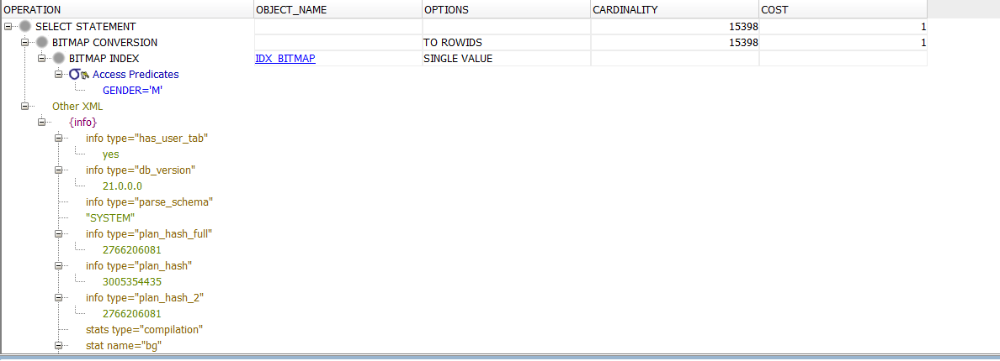 OPERATION OBJECT_NAME OPTIONS CARDINALITY COST
SELECT STATEMENT 15398 1
BITMAP CONVERSION TO ROWIDS 15398 1
BITMAP INDEX IDX_BITMAP SINGLE VALUE
Access Predicates
GENDER='M'
Other XML
{info}
info type="has_user_tab"
yes
info type="db_version"
21.0.0.0
info type="parse_schema"
"SYSTEM"
info type="plan_hash_full"
2766206081
info type="plan_hash"
3005354435
info type="plan_hash_2"
2766206081
stats type="compilation"
stat name="bg"